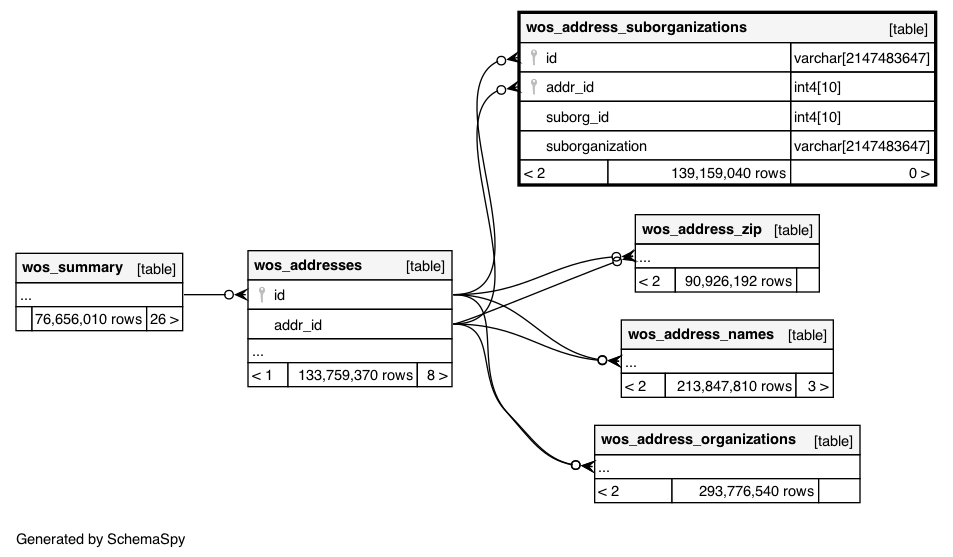 wos_address_suborganizations [table]
id varchar[2147483647]
addr_id int4[10]
suborg_id int4[10]
suborganization varchar[2147483647]
< 2 139,159,040 rows 0 >
wos_address_zip [table]
...
< 2 90,926,192 rows
wos_summary [table]
...
76,656,010 rows 26 >
wos_addresses [table]
id
addr_id
...
< 1 133,759,370 rows 8 >
wos_address_names [table]
...
< 2 213,847,810 rows 3 >
wos_address_organizations [table]
...
< 2 293,776,540 rows
Generated by SchemaSpy